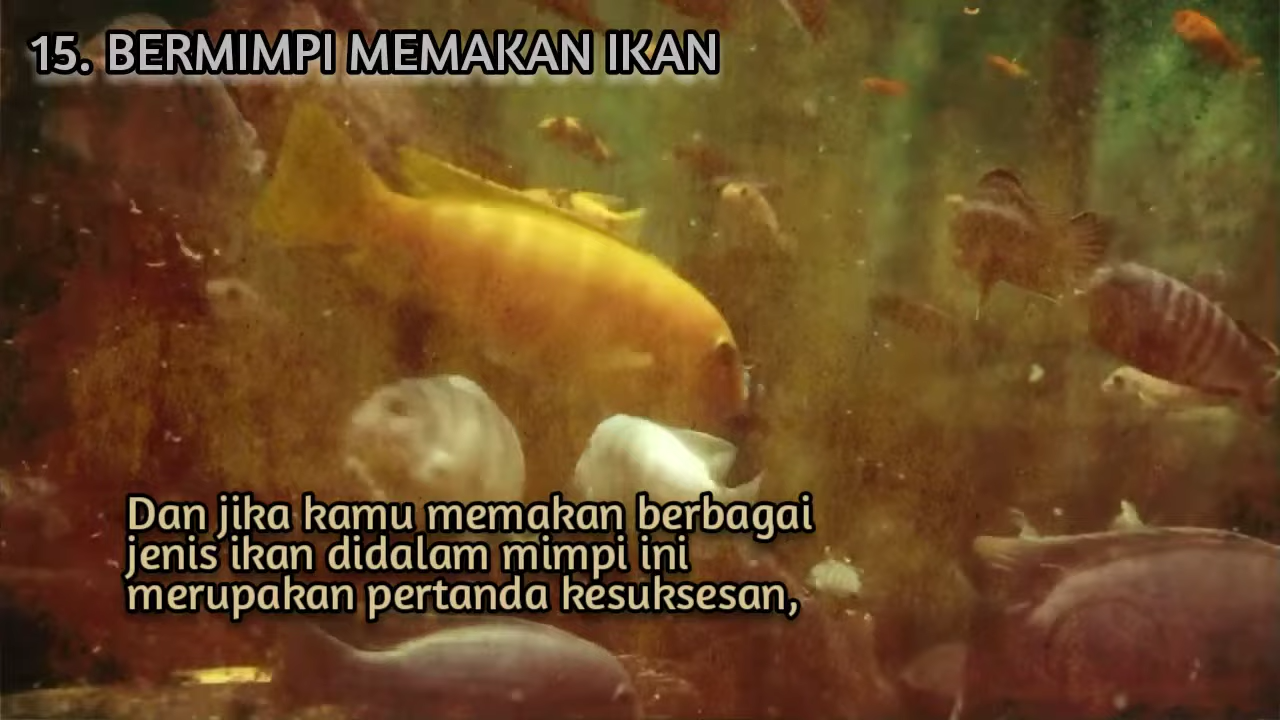 15. BERMIMPI MEMAKAN IKAN
Dan jika kamu memakan berbagai
jenis ikan didalam mimpi ini
merupakan pertanda kesuksesan,